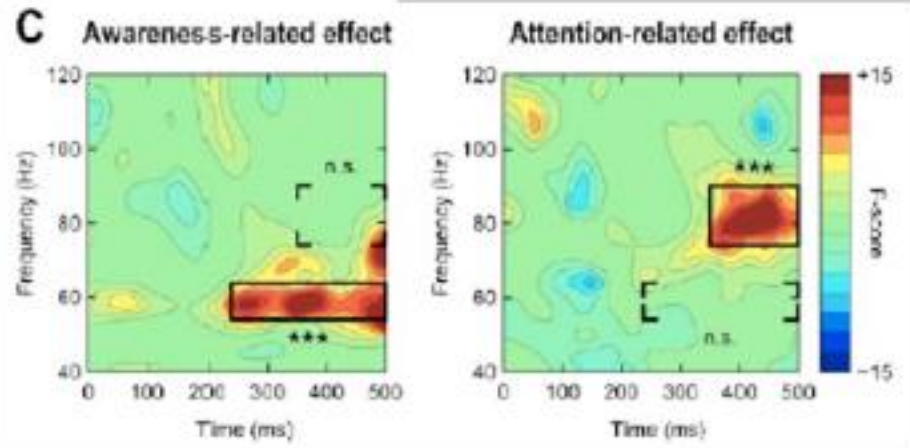 C Awareness-related effect Attention-related effect
120
100
80
60
40
Frequency (Hz)
n.s.
★★★
0 100 200 300 400 500
Time (ms)
120
100
80
60
40
Frequency (Hz)
★★★
n.s.
0 100 200 300 400 500
Time (ms)
+15
F-score
−15